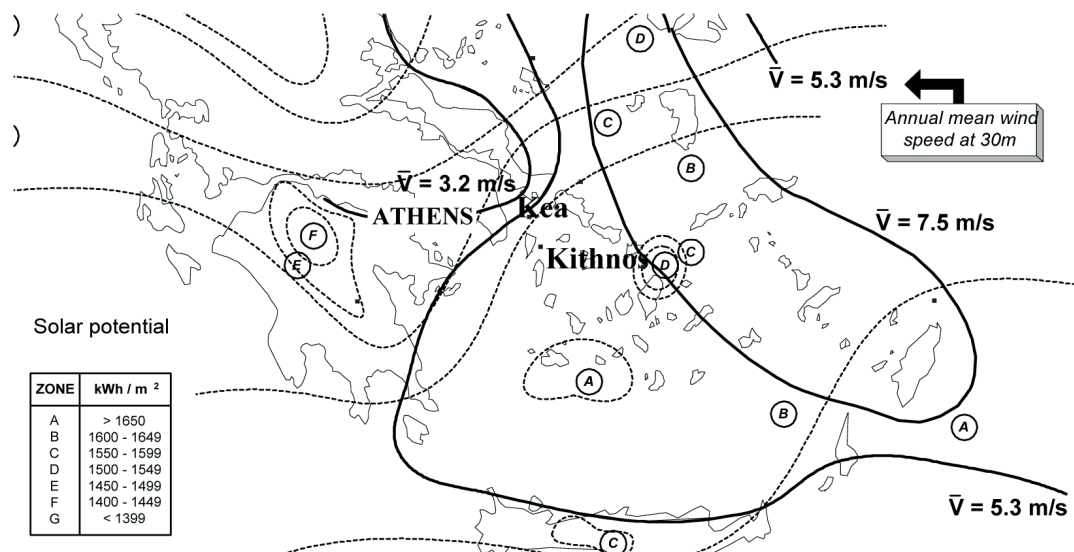 )
D
V̄ = 5.3 m/s
Annual mean wind
speed at 30m
C
)
B
V̄ = 3.2 m/s
Kea
ATHENS
V̄ = 7.5 m/s
F
E
Kithnos
D
C
Solar potential
ZONE kWh / m ²
A > 1650
B 1600 - 1649
C 1550 - 1599
D 1500 - 1549
E 1450 - 1499
F 1400 - 1449
G < 1399
A
B
A
V̄ = 5.3 m/s
C